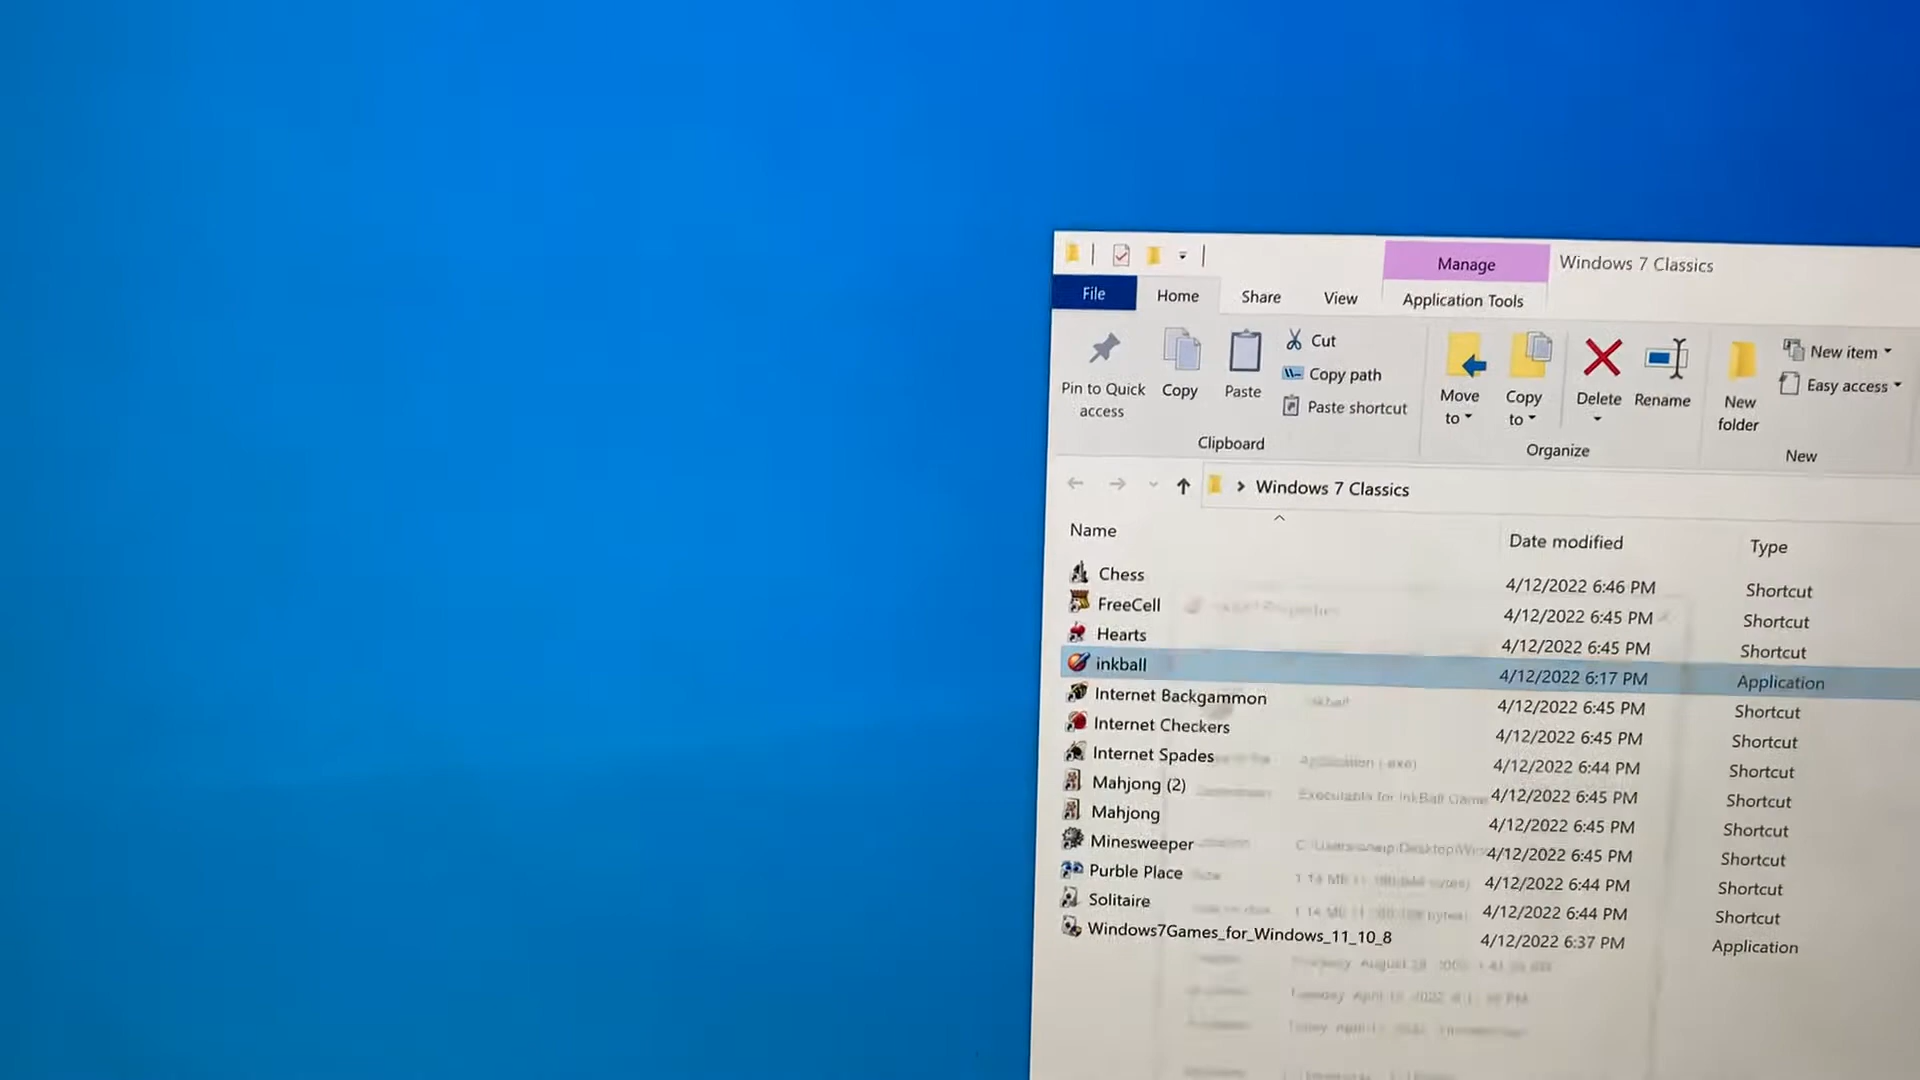 Manage
Windows 7 Classics
File
Home
Share
View
Application Tools
Pin to Quick
access
Copy
Paste
Cut
Copy path
Paste shortcut
Clipboard
Move
to
Copy
to
Delete
Rename
Organize
New
folder
New item
Easy access
New
Windows 7 Classics
Name
Date modified
Type
Chess
4/12/2022 6:46 PM
Shortcut
FreeCell
4/12/2022 6:45 PM
Shortcut
Hearts
4/12/2022 6:45 PM
Shortcut
inkball
4/12/2022 6:17 PM
Application
Internet Backgammon
4/12/2022 6:45 PM
Shortcut
Internet Checkers
4/12/2022 6:45 PM
Shortcut
Internet Spades
4/12/2022 6:44 PM
Shortcut
Mahjong (2)
4/12/2022 6:45 PM
Shortcut
Mahjong
4/12/2022 6:45 PM
Shortcut
Minesweeper
4/12/2022 6:45 PM
Shortcut
Purble Place
4/12/2022 6:44 PM
Shortcut
Solitaire
4/12/2022 6:44 PM
Shortcut
Windows7Games_for_Windows_11_10_8
4/12/2022 6:37 PM
Application
Application (.exe)
Executable for InkBall Game